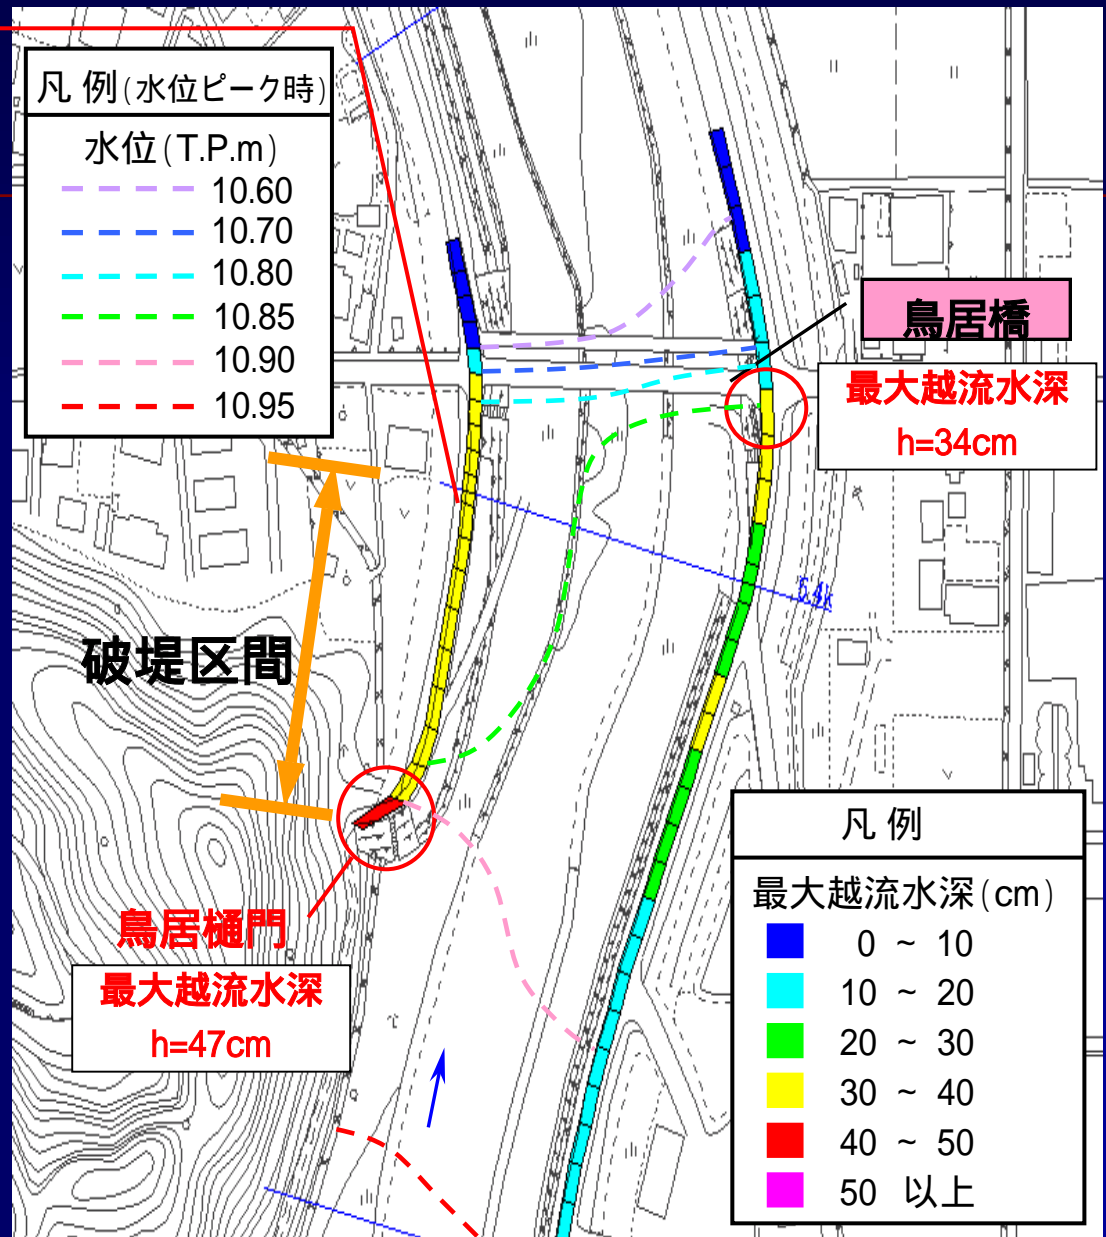 凡 例(水位ピーク時)
水位(T.P.m)
10.60
10.70
10.80
10.85
10.90
10.95
鳥居橋
最大越流水深
h=34cm
5.4k
破堤区間
鳥居樋門
最大越流水深
h=47cm
凡 例
最大越流水深(cm)
0 ~ 10
10 ~ 20
20 ~ 30
30 ~ 40
40 ~ 50
50 以上